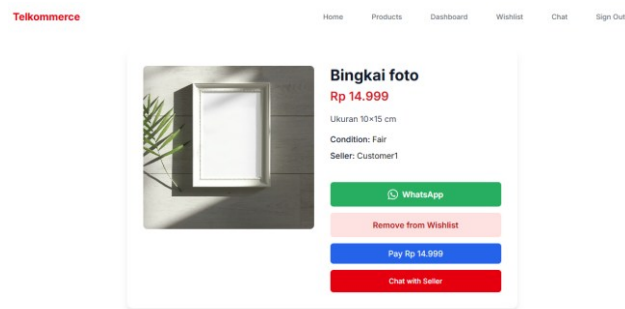 Telkommerce
Home Products Dashboard Wishlist Chat Sign Out
Bingkai foto
Rp 14.999
Ukuran 10×15 cm
Condition: Fair
Seller: Customer1
WhatsApp
Remove from Wishlist
Pay Rp 14.999
Chat with Seller